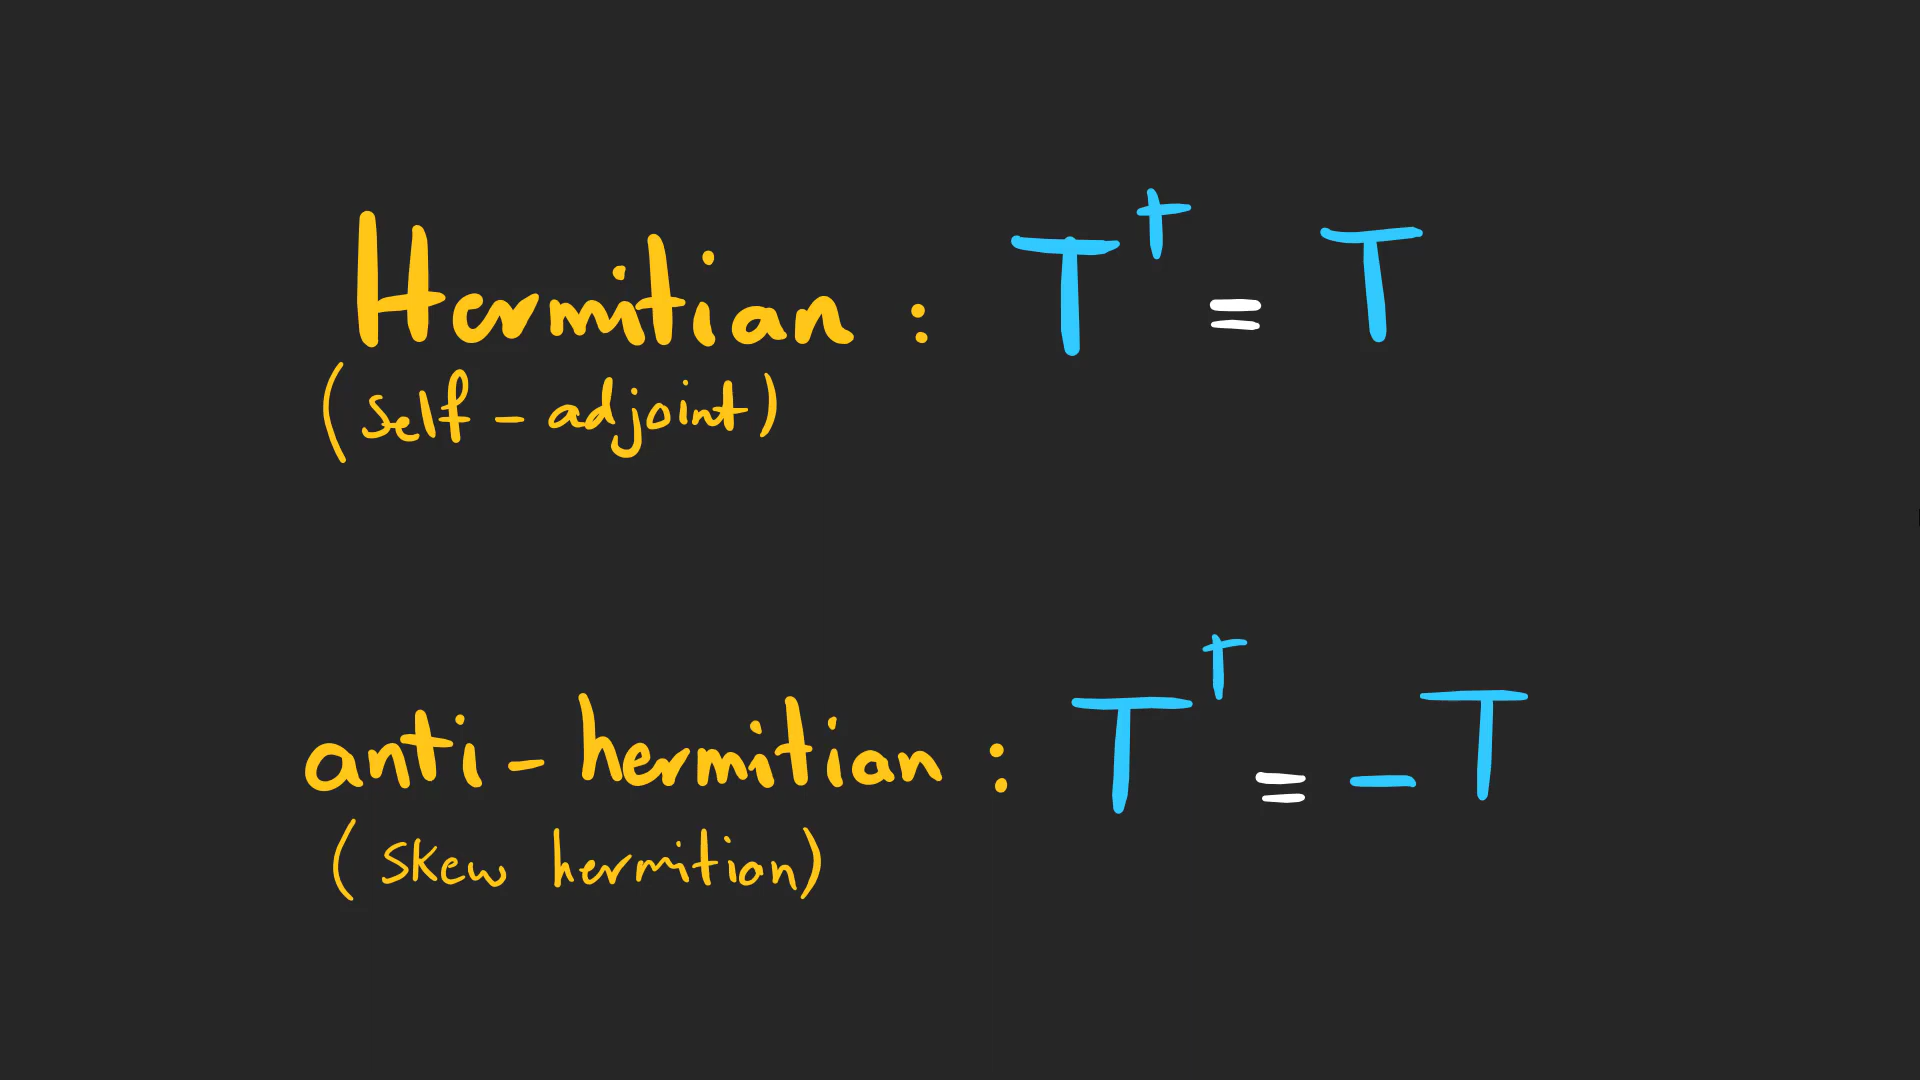 Hermitian : T† = T
(self-adjoint)
anti-hermitian : T† = -T
(skew hermition)